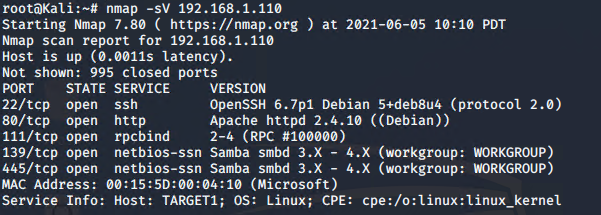 root@Kali:~# nmap -sV 192.168.1.110
Starting Nmap 7.80 ( https://nmap.org ) at 2021-06-05 10:10 PDT
Nmap scan report for 192.168.1.110
Host is up (0.0011s latency).
Not shown: 995 closed ports
PORT    STATE SERVICE     VERSION
22/tcp  open  ssh         OpenSSH 6.7p1 Debian 5+deb8u4 (protocol 2.0)
80/tcp  open  http        Apache httpd 2.4.10 ((Debian))
111/tcp open  rpcbind     2-4 (RPC #100000)
139/tcp open  netbios-ssn Samba smbd 3.X - 4.X (workgroup: WORKGROUP)
445/tcp open  netbios-ssn Samba smbd 3.X - 4.X (workgroup: WORKGROUP)
MAC Address: 00:15:5D:00:04:10 (Microsoft)
Service Info: Host: TARGET1; OS: Linux; CPE: cpe:/o:linux:linux_kernel